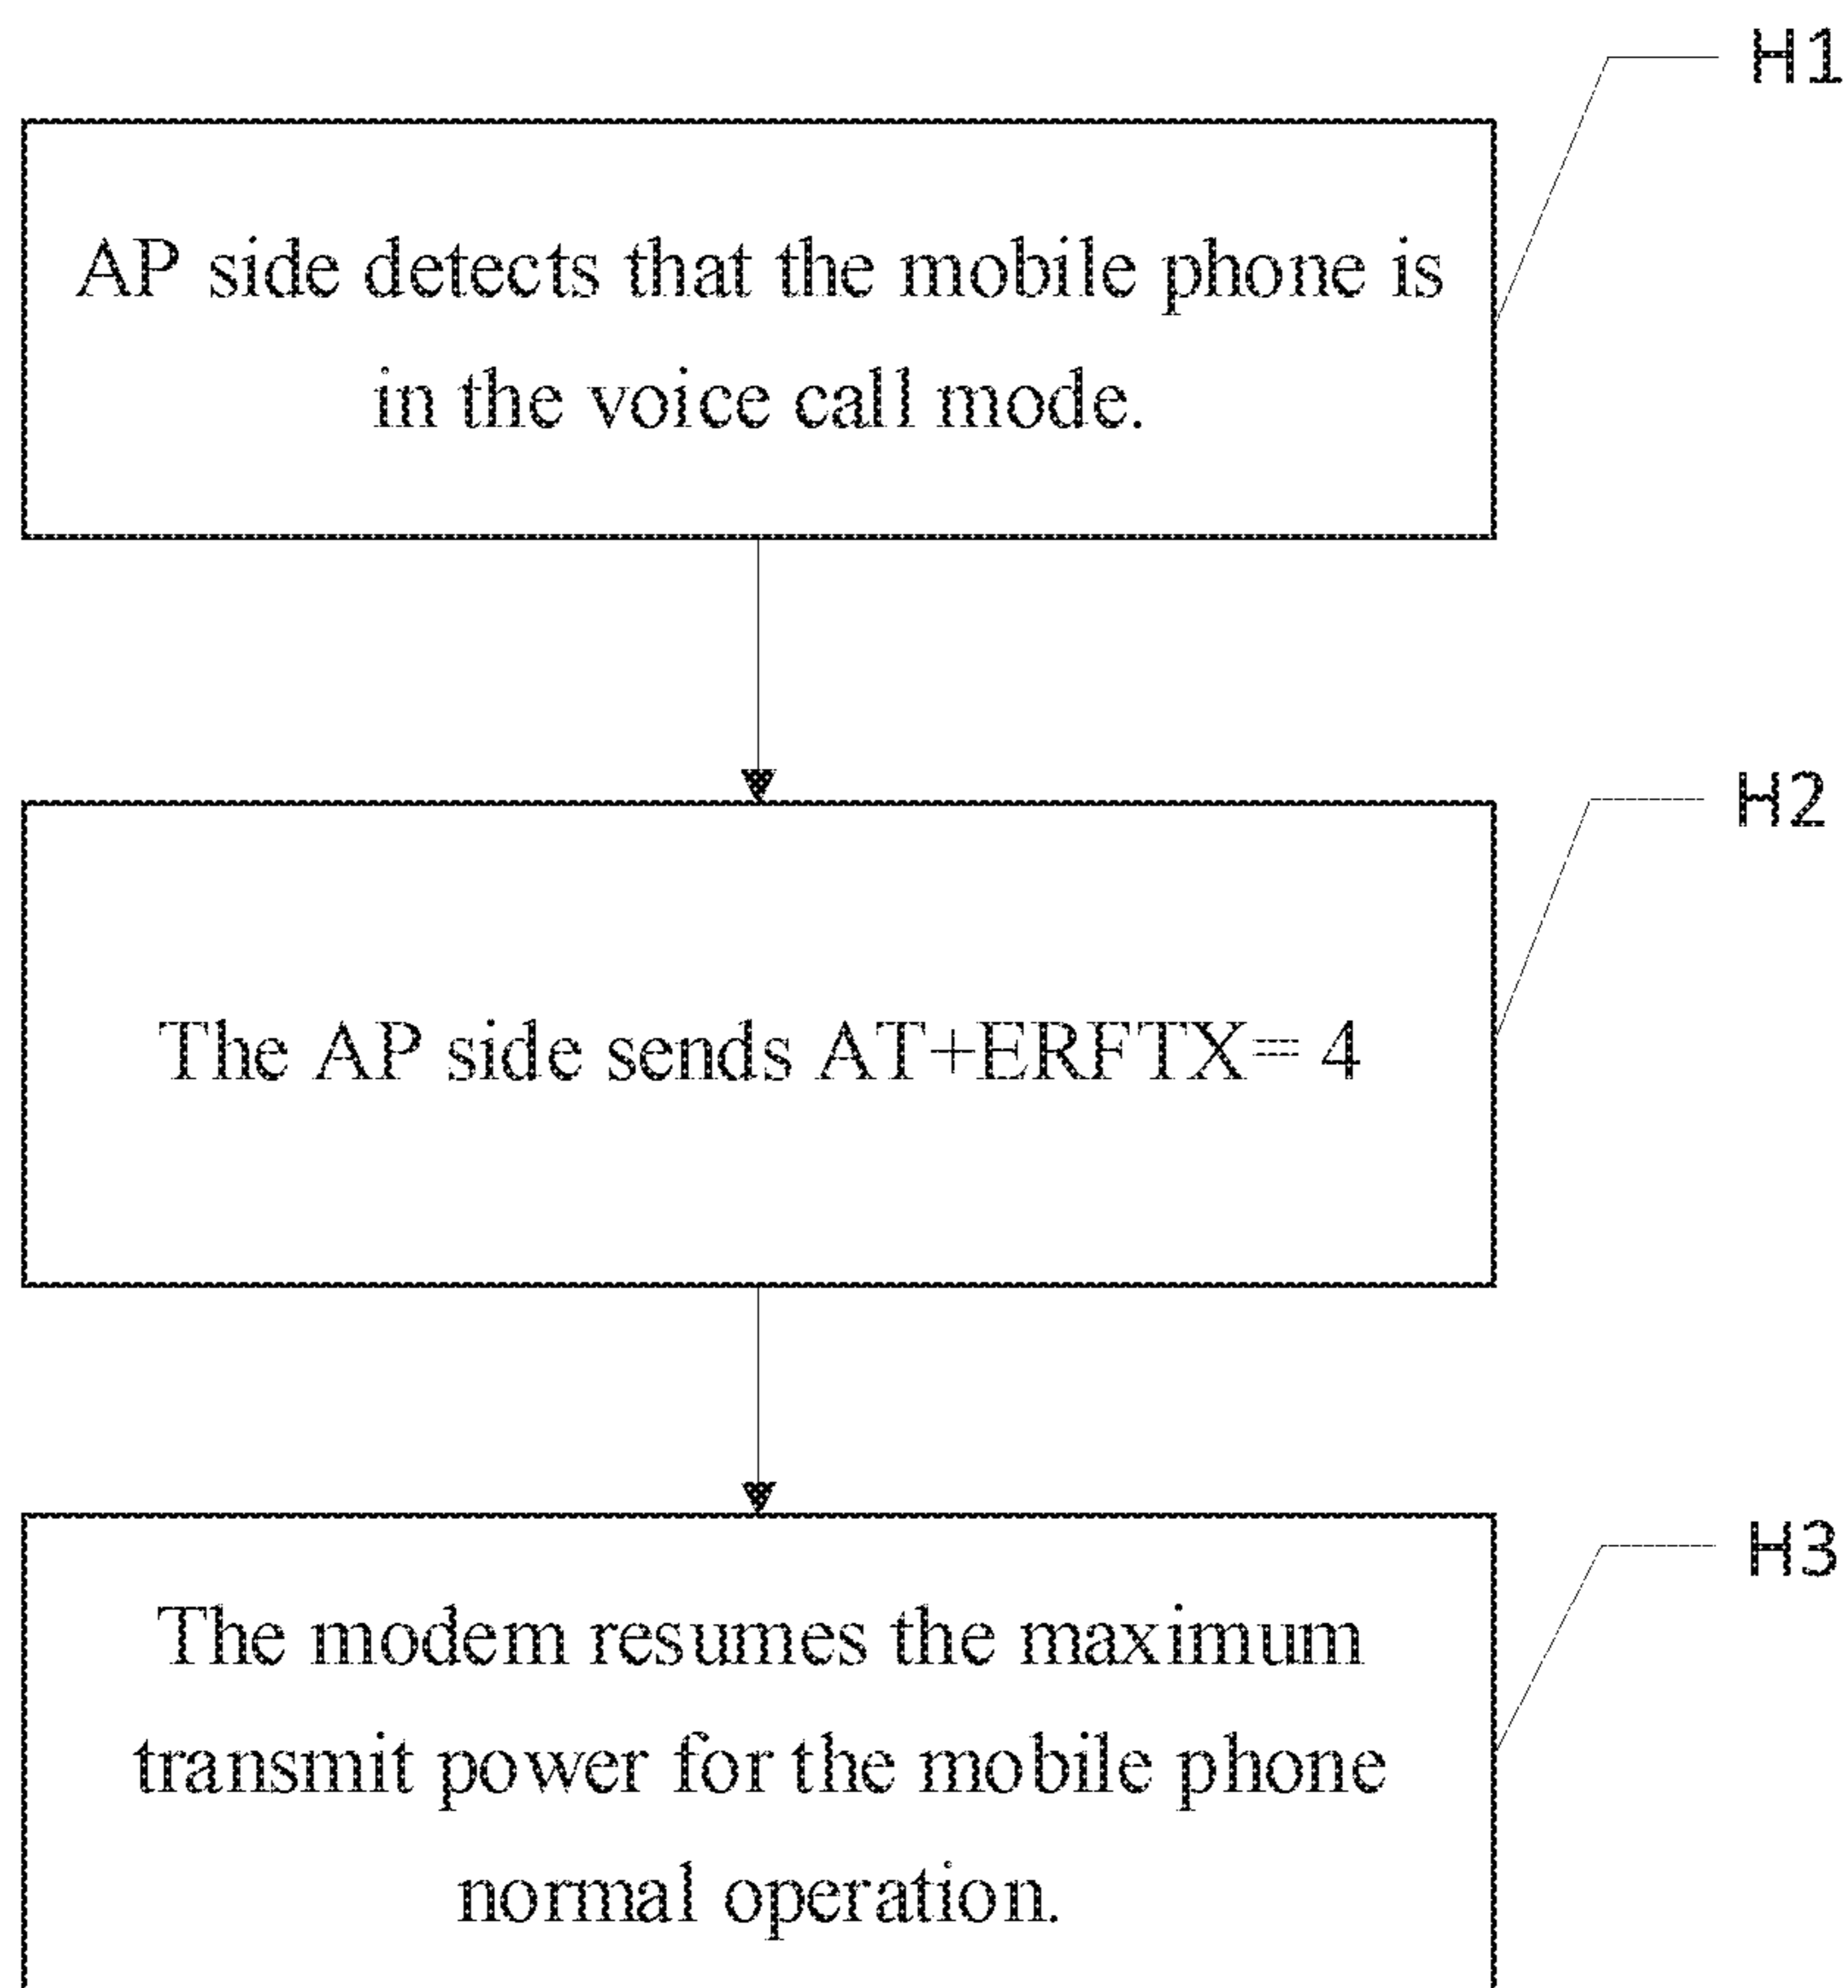 H1
AP side detects that the mobile phone is
in the voice call mode.
H2
The AP side sends AT+ERFTX= 4
H3
The modem resumes the maximum
transmit power for the mobile phone
normal operation.